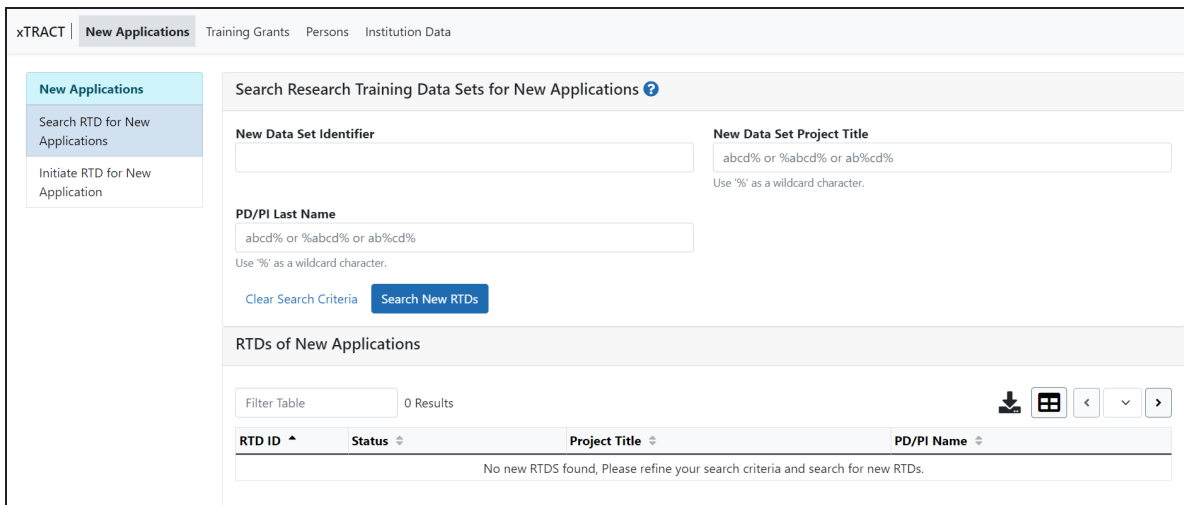 xTRACT New Applications Training Grants Persons Institution Data
New Applications
Search RTD for New
Applications
Initiate RTD for New
Application
Search Research Training Data Sets for New Applications ?
New Data Set Identifier
New Data Set Project Title
abcd% or %abcd% or ab%cd%
Use '%' as a wildcard character.
PD/PI Last Name
abcd% or %abcd% or ab%cd%
Use '%' as a wildcard character.
Clear Search Criteria Search New RTDs
RTDs of New Applications
Filter Table 0 Results
RTD ID Status Project Title PD/PI Name
No new RTDS found, Please refine your search criteria and search for new RTDs.